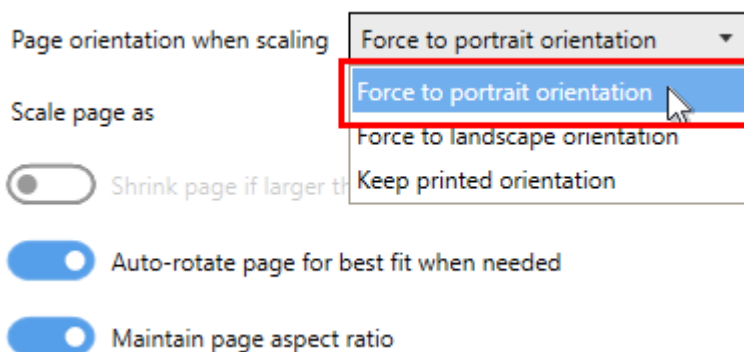 Page orientation when scaling Force to portrait orientation
Force to portrait orientation
Scale page as
Force to landscape orientation
Shrink page if larger Keep printed orientation
Auto-rotate page for best fit when needed
Maintain page aspect ratio